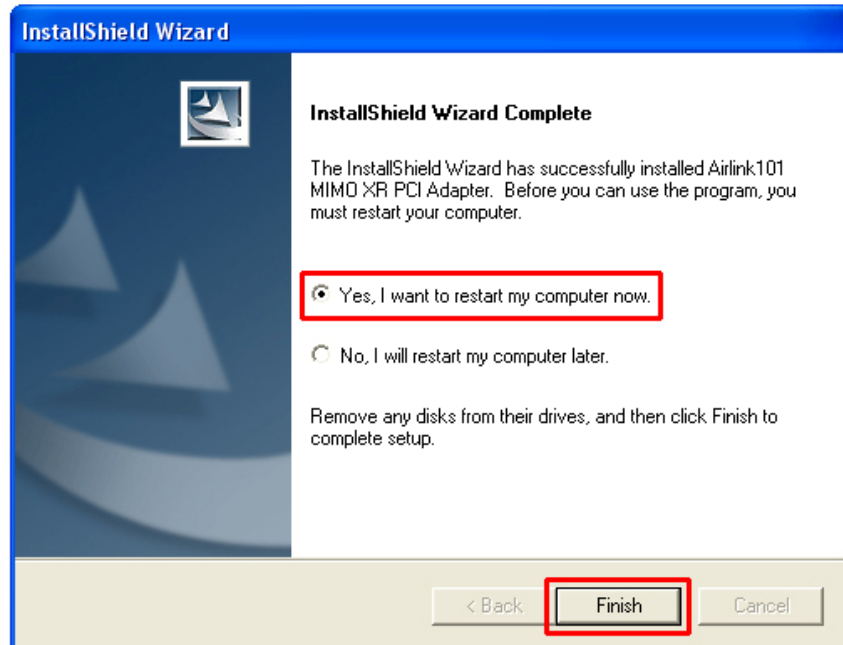 InstallShield Wizard
InstallShield Wizard Complete
The InstallShield Wizard has successfully installed Airlink101
MIMO XR PCI Adapter.  Before you can use the program, you
must restart your computer.
Yes, I want to restart my computer now.
No, I will restart my computer later.
Remove any disks from their drives, and then click Finish to
complete setup.
< Back
Finish
Cancel